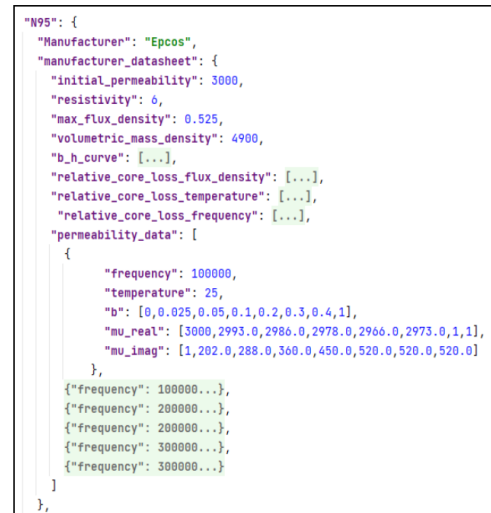 "N95": {
"Manufacturer": "Epcos",
"manufacturer_datasheet": {
"initial_permeability": 3000,
"resistivity": 6,
"max_flux_density": 0.525,
"volumetric_mass_density": 4900,
"b_h_curve": [...],
"relative_core_loss_flux_density": [...],
"relative_core_loss_temperature": [...],
"relative_core_loss_frequency": [...],
"permeability_data": [
{
"frequency": 100000,
"temperature": 25,
"b": [0,0.025,0.05,0.1,0.2,0.3,0.4,1],
"mu_real": [3000,2993.0,2986.0,2978.0,2966.0,2973.0,1,1],
"mu_imag": [1,202.0,288.0,360.0,450.0,520.0,520.0,520.0]
},
{"frequency": 100000...},
{"frequency": 200000...},
{"frequency": 200000...},
{"frequency": 300000...},
{"frequency": 300000...}
]
},